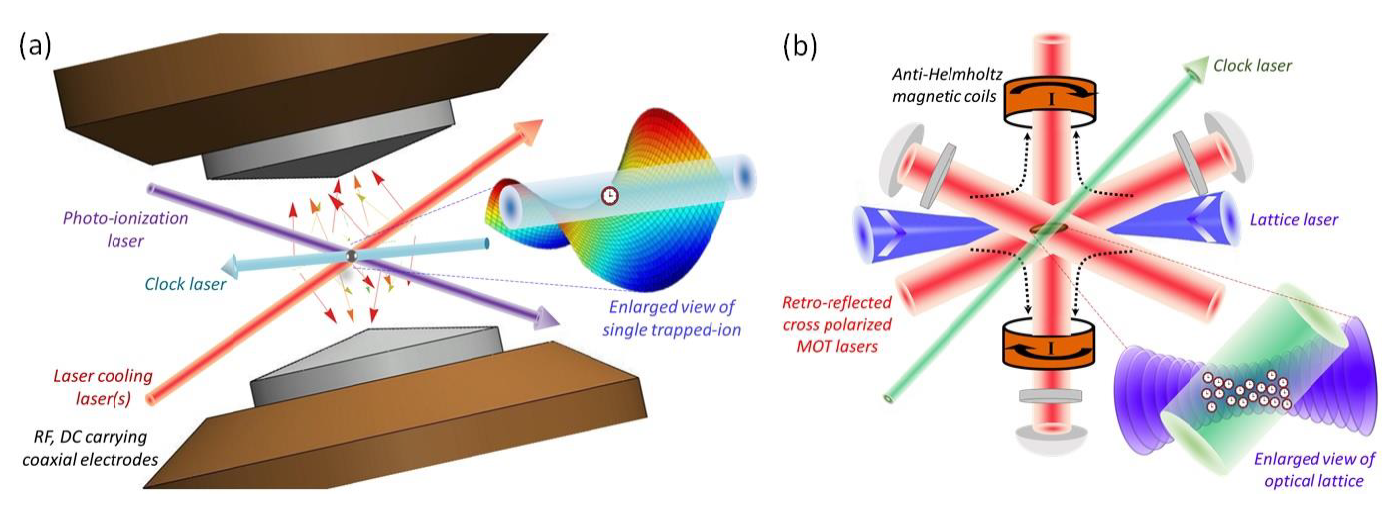 (a)
Photo-ionization
laser
Clock laser
Laser cooling
laser(s)
RF, DC carrying
coaxial electrodes
Enlarged view of
single trapped-ion
(b)
Anti-Helmholtz
magnetic coils
I
Clock laser
Lattice laser
Retro-reflected
cross polarized
MOT lasers
I
Enlarged view of
optical lattice